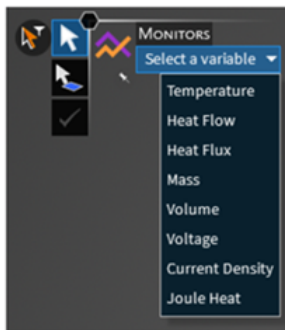 MONITORS
Select a variable
Temperature
Heat Flow
Heat Flux
Mass
Volume
Voltage
Current Density
Joule Heat